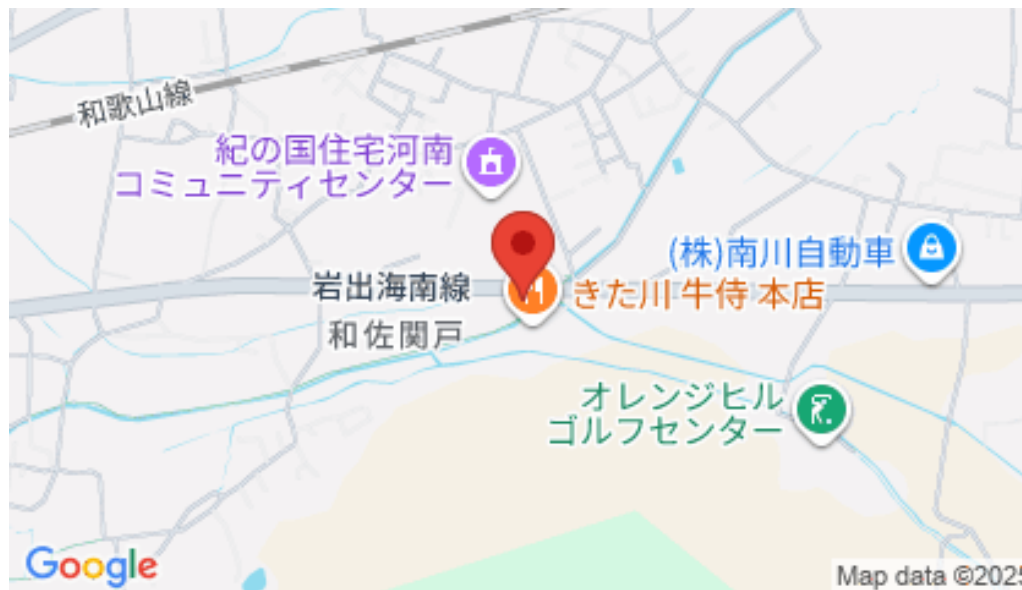 和歌山線
紀の国住宅河南
コミュニティセンター
(株)南川自動車
岩出海南線
きた川 牛侍 本店
和佐関戸
オレンジヒル
ゴルフセンター
Google
Map data ©2025